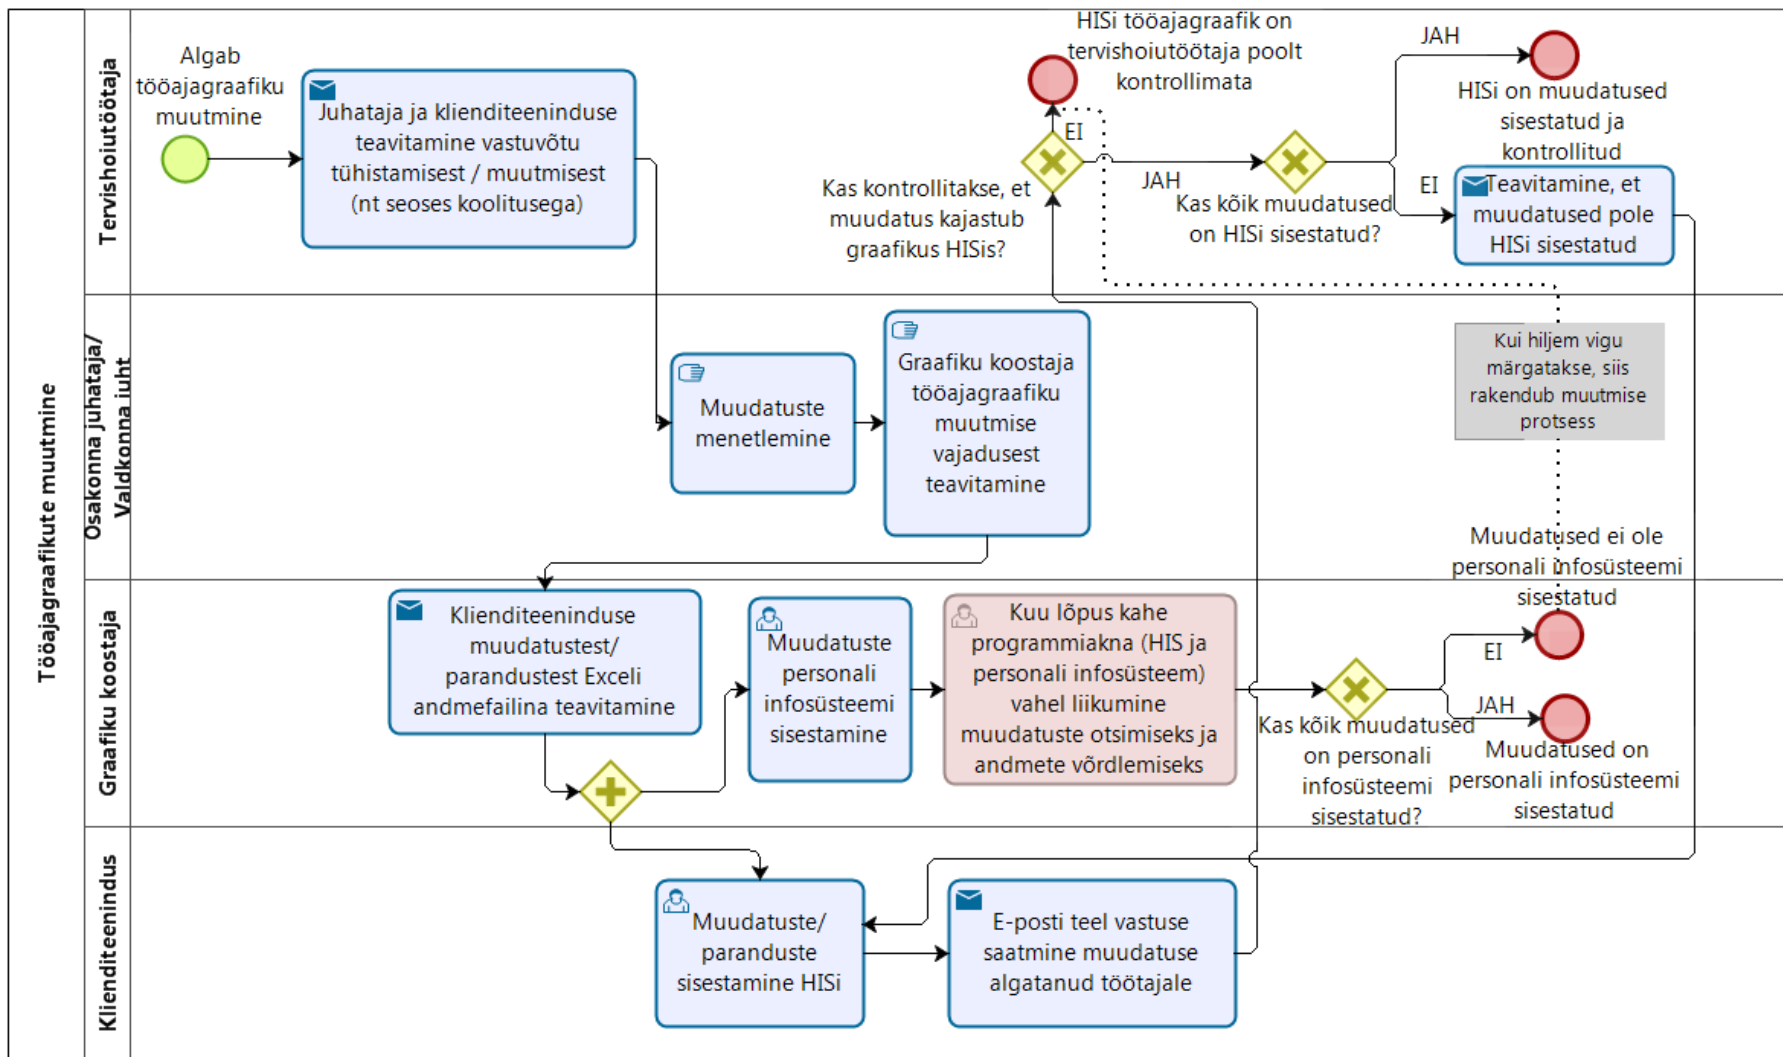 Tööajagraafikute muutmine
Tervishoiutöötaja
Algab
tööajagraafiku
muutmine
Juhataja ja klienditeeninduse
teavitamine vastuvõtu
tühistamisest / muutmisest
(nt seoses koolitusega)
HISi tööajagraafik on
tervishoiutöötaja poolt
kontrollimata
EI
Kas kontrollitakse, et
muudatus kajastub
graafikus HISis?
JAH
Kas kõik muudatused
on HISi sisestatud?
JAH
HISi on muudatused
sisestatud ja
kontrollitud
EI
Teavitamine, et
muudatused pole
HISi sisestatud
Osakonna juhataja/
Valdkonna juht
Muudatuste
menetlemine
Graafiku koostaja
tööajagraafiku
muutmise
vajadusest
teavitamine
Kui hiljem vigu
märgatakse, siis
rakendub muutmise
protsess
Graafiku koostaja
Klienditeeninduse
muudatustest/
parandustest Exceli
andmefailina teavitamine
Muudatuste
personali
infosüsteemi
sisestamine
Kuu lõpus kahe
programmiakna (HIS ja
personali infosüsteem)
vahel liikumine
muudatuste otsimiseks ja
andmete võrdlemiseks
Kas kõik muudatused
on personali
infosüsteemi
sisestatud?
Muudatused ei ole
personali infosüsteemi
sisestatud
EI
JAH
Muudatused on
personali infosüsteemi
sisestatud
Klienditeenindus
Muudatuste/
paranduste
sisestamine HISi
E-posti teel vastuse
saatmine muudatuse
algatanud töötajale